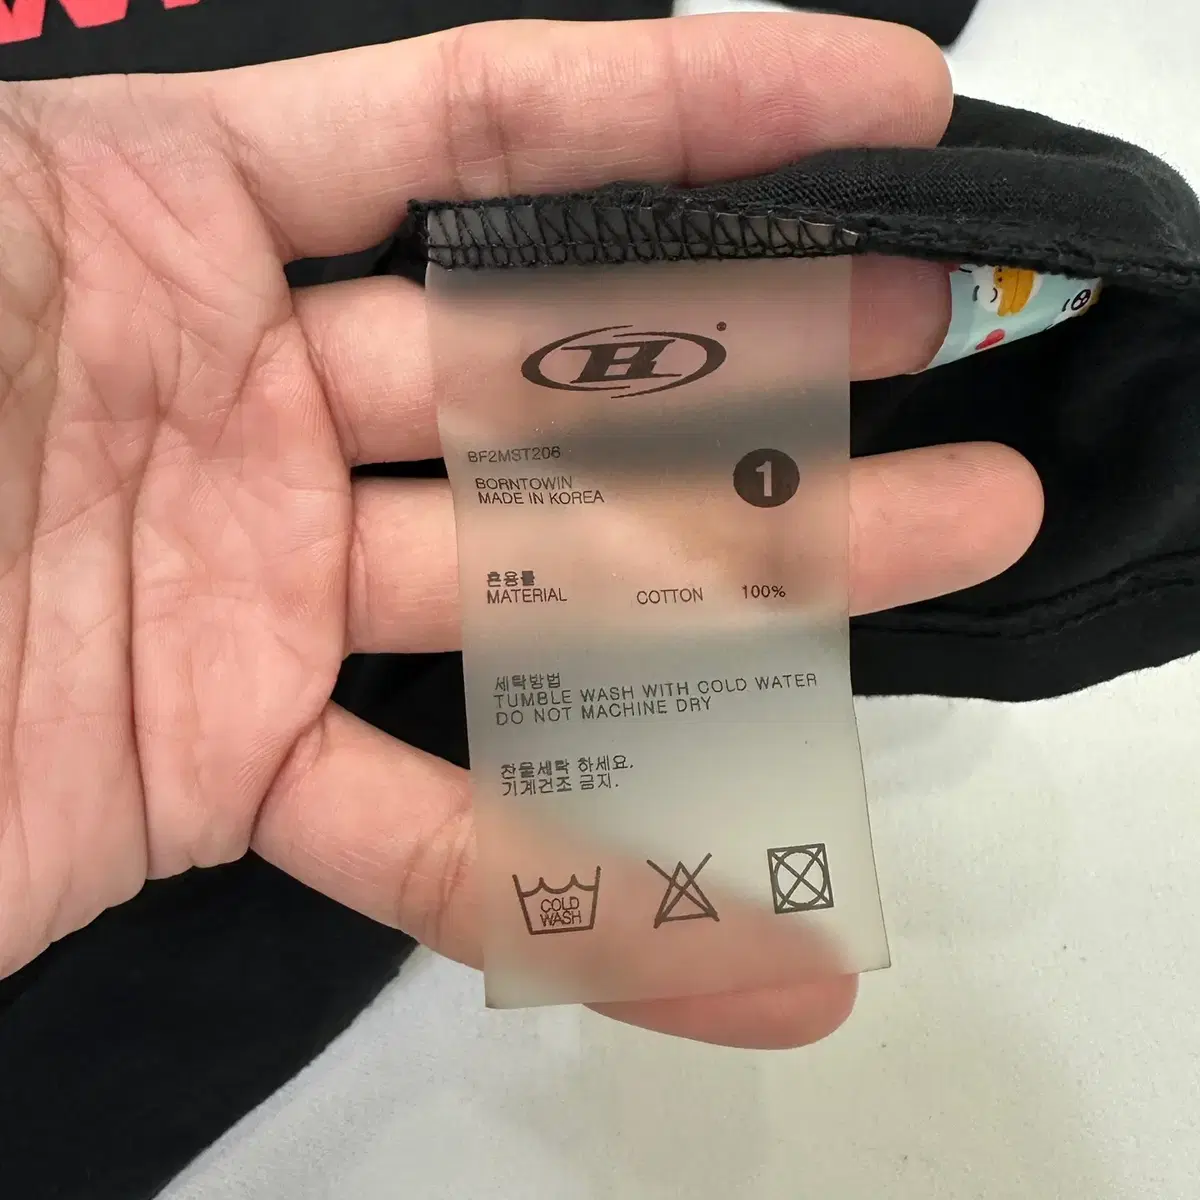 B
®
BF2MST206
1
BORNTOWIN
MADE IN KOREA
혼용률
MATERIAL COTTON 100%
세탁방법
TUMBLE WASH WITH COLD WATER
DO NOT MACHINE DRY
찬물세탁 하세요.
기계건조 금지.
COLD
WASH